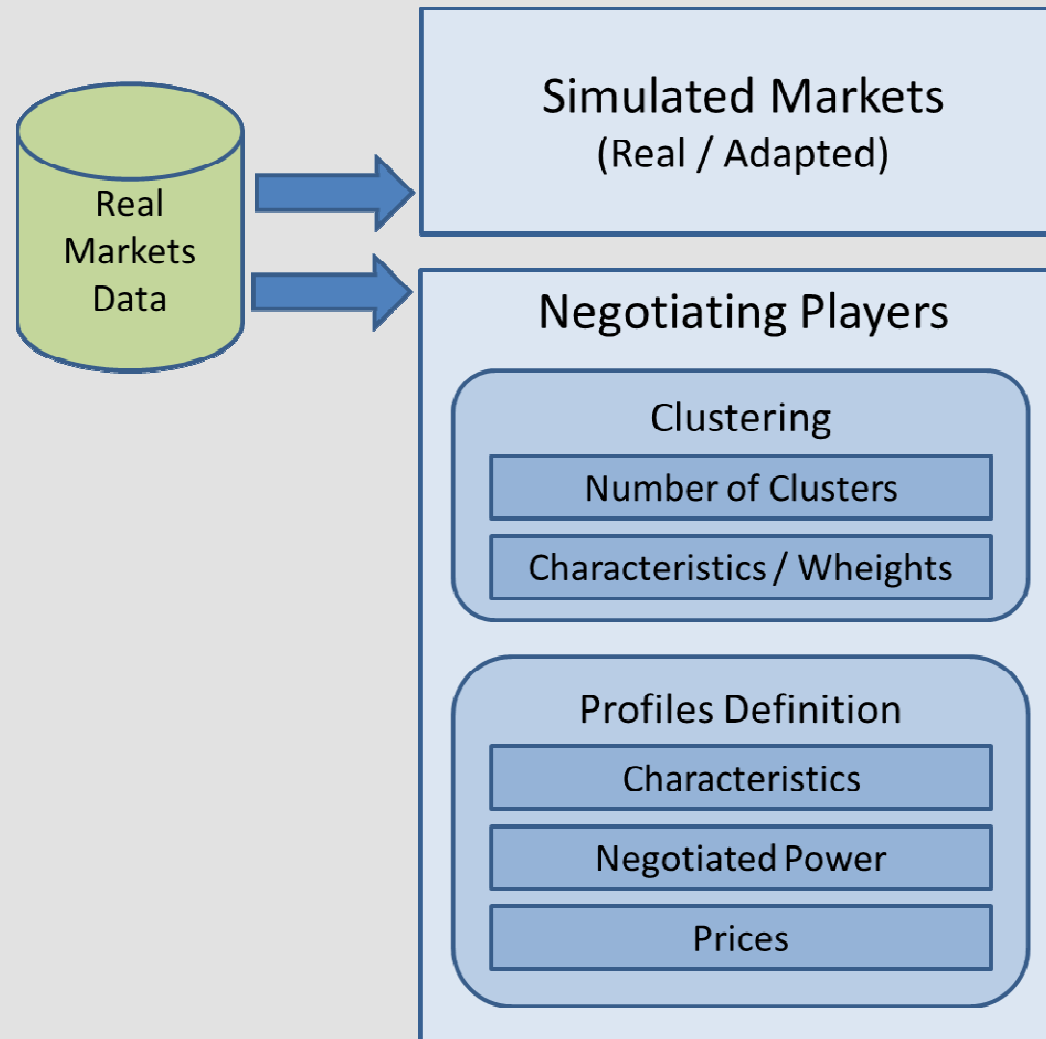 Real
Markets
Data
Simulated Markets
(Real / Adapted)
Negotiating Players
Clustering
Number of Clusters
Characteristics / Wheights
Profiles Definition
Characteristics
Negotiated Power
Prices